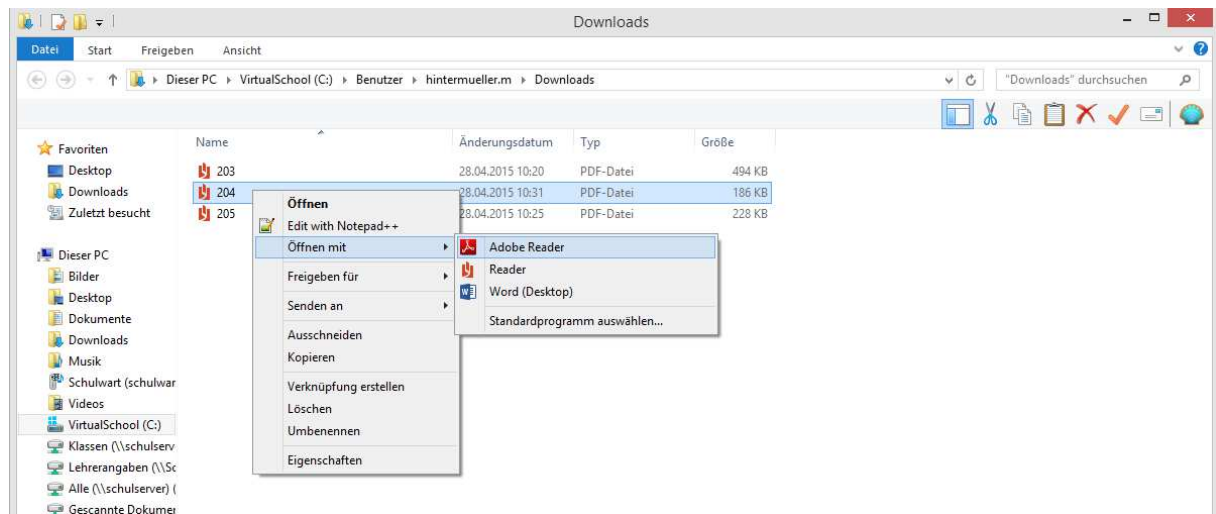 Downloads
Datei Start Freigeben Ansicht
Dieser PC VirtualSchool (C:) Benutzer hintermueller.m Downloads "Downloads" durchsuchen
Name Änderungsdatum Typ Größe
Favoriten
Desktop
Downloads
Zuletzt besucht
Dieser PC
Bilder
Desktop
Dokumente
Downloads
Musik
Schulwart (schulwar
Videos
VirtualSchool (C:)
Klassen (\\schulserv
Lehrerangaben (\\Sc
Alle (\\schulserver) (
Gescannte Dokumer
203 28.04.2015 10:20 PDF-Datei 494 KB
204 28.04.2015 10:31 PDF-Datei 186 KB
205 28.04.2015 10:25 PDF-Datei 228 KB
Öffnen
Edit with Notepad++
Öffnen mit
Freigeben für
Senden an
Ausschneiden
Kopieren
Verknüpfung erstellen
Löschen
Umbenennen
Eigenschaften
Adobe Reader
Reader
Word (Desktop)
Standardprogramm auswählen...